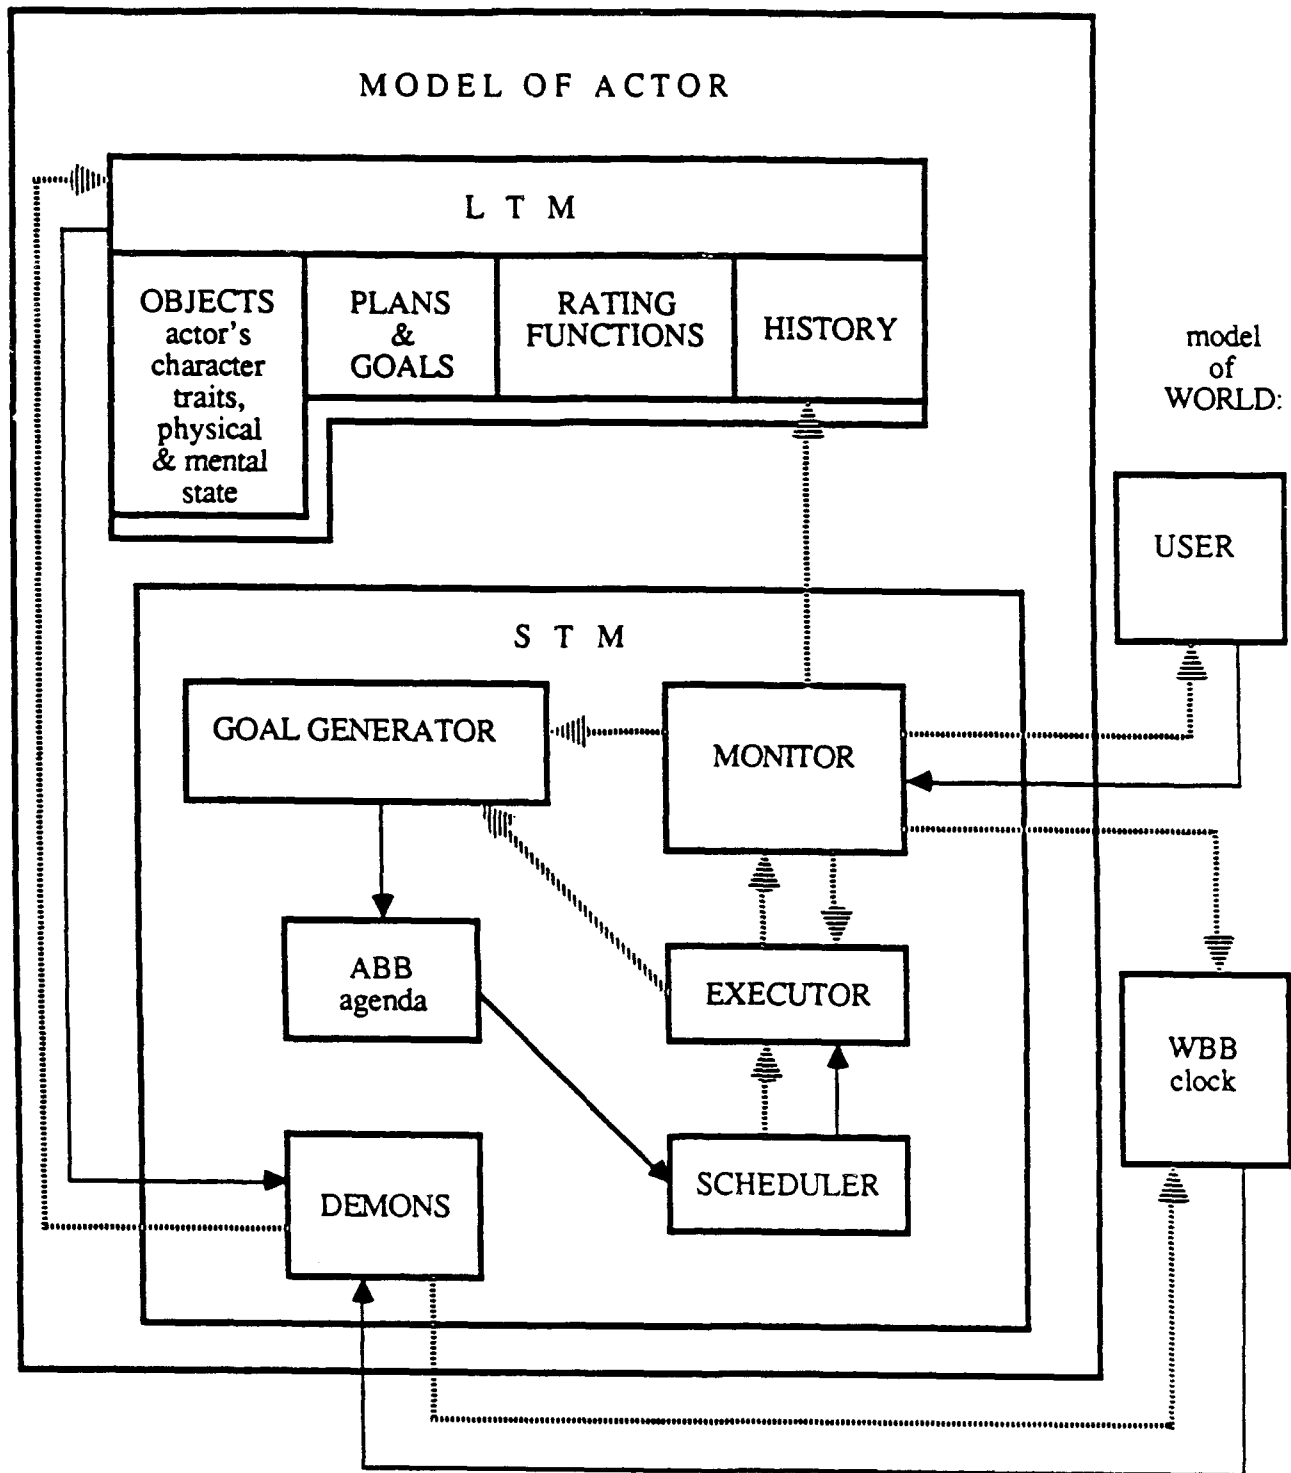 MODEL OF ACTOR
L T M
OBJECTS
actor's
character
traits,
physical
& mental
state
PLANS
&
GOALS
RATING
FUNCTIONS
HISTORY
model
of
WORLD:
USER
S T M
GOAL GENERATOR
MONITOR
ABB
agenda
EXECUTOR
WBB
clock
DEMONS
SCHEDULER